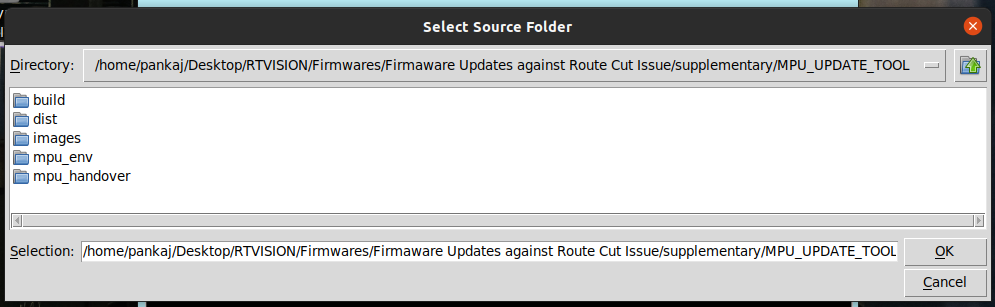 Select Source Folder
Directory: /home/pankaj/Desktop/RTVISION/Firmwares/Firmaware Updates against Route Cut Issue/supplementary/MPU_UPDATE_TOOL
build
dist
images
mpu_env
mpu_handover
Selection: /home/pankaj/Desktop/RTVISION/Firmwares/Firmaware Updates against Route Cut Issue/supplementary/MPU_UPDATE_TOOL
OK
Cancel